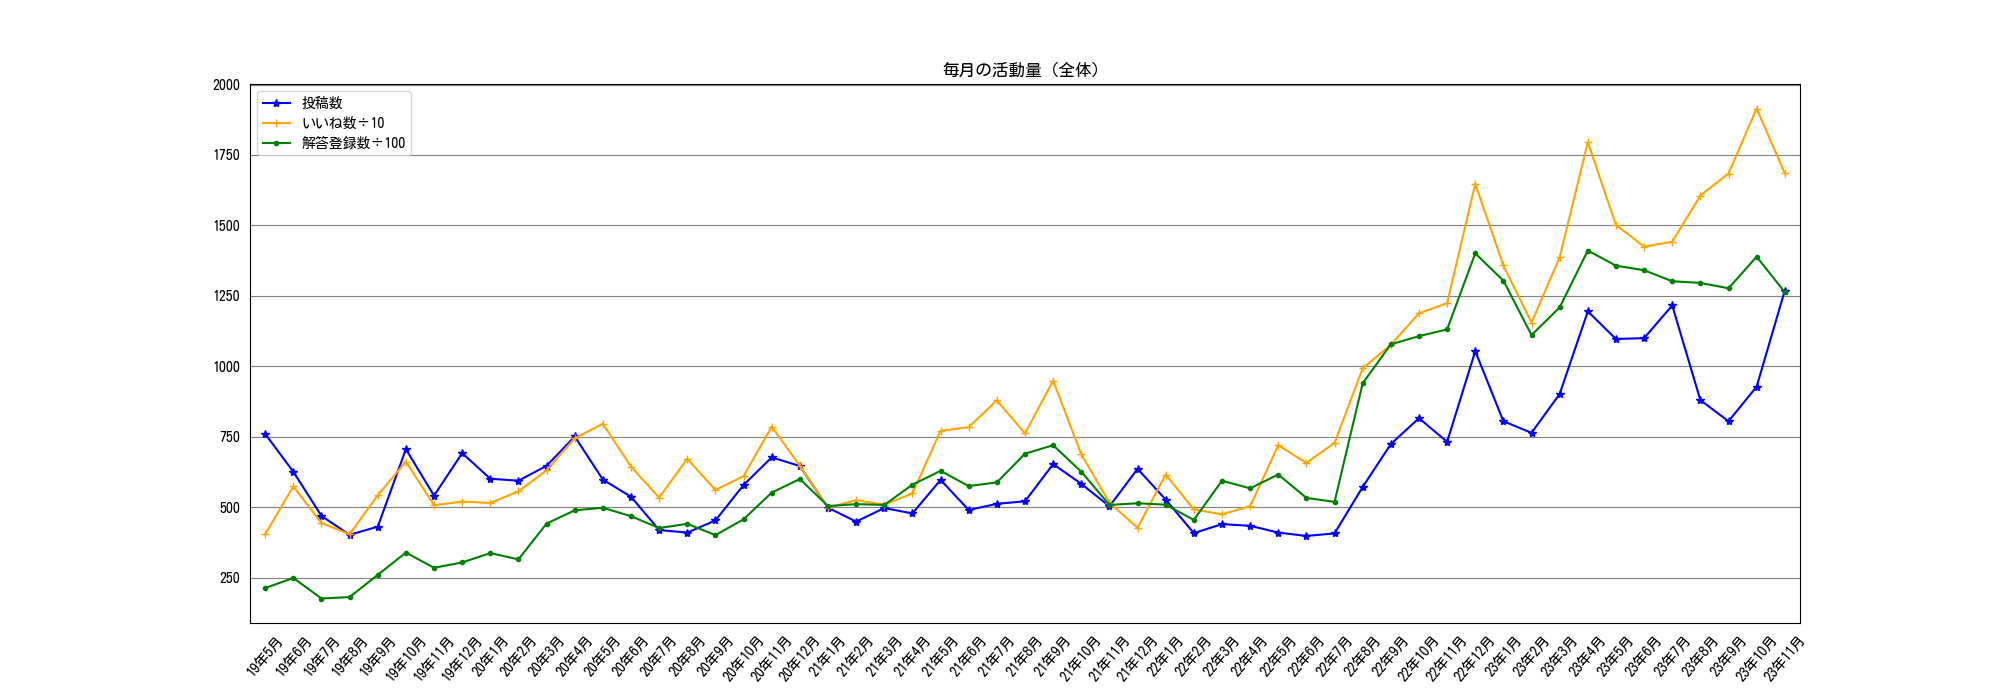 毎月の活動量（全体）
2000
1750
1500
1250
1000
750
500
250
投稿数
いいね数÷10
解答登録数÷100
19年5月
19年6月
19年7月
19年8月
19年9月
19年10月
19年11月
19年12月
20年1月
20年2月
20年3月
20年4月
20年5月
20年6月
20年7月
20年8月
20年9月
20年10月
20年11月
20年12月
21年1月
21年2月
21年3月
21年4月
21年5月
21年6月
21年7月
21年8月
21年9月
21年10月
21年11月
21年12月
22年1月
22年2月
22年3月
22年4月
22年5月
22年6月
22年7月
22年8月
22年9月
22年10月
22年11月
22年12月
23年1月
23年2月
23年3月
23年4月
23年5月
23年6月
23年7月
23年8月
23年9月
23年10月
23年11月